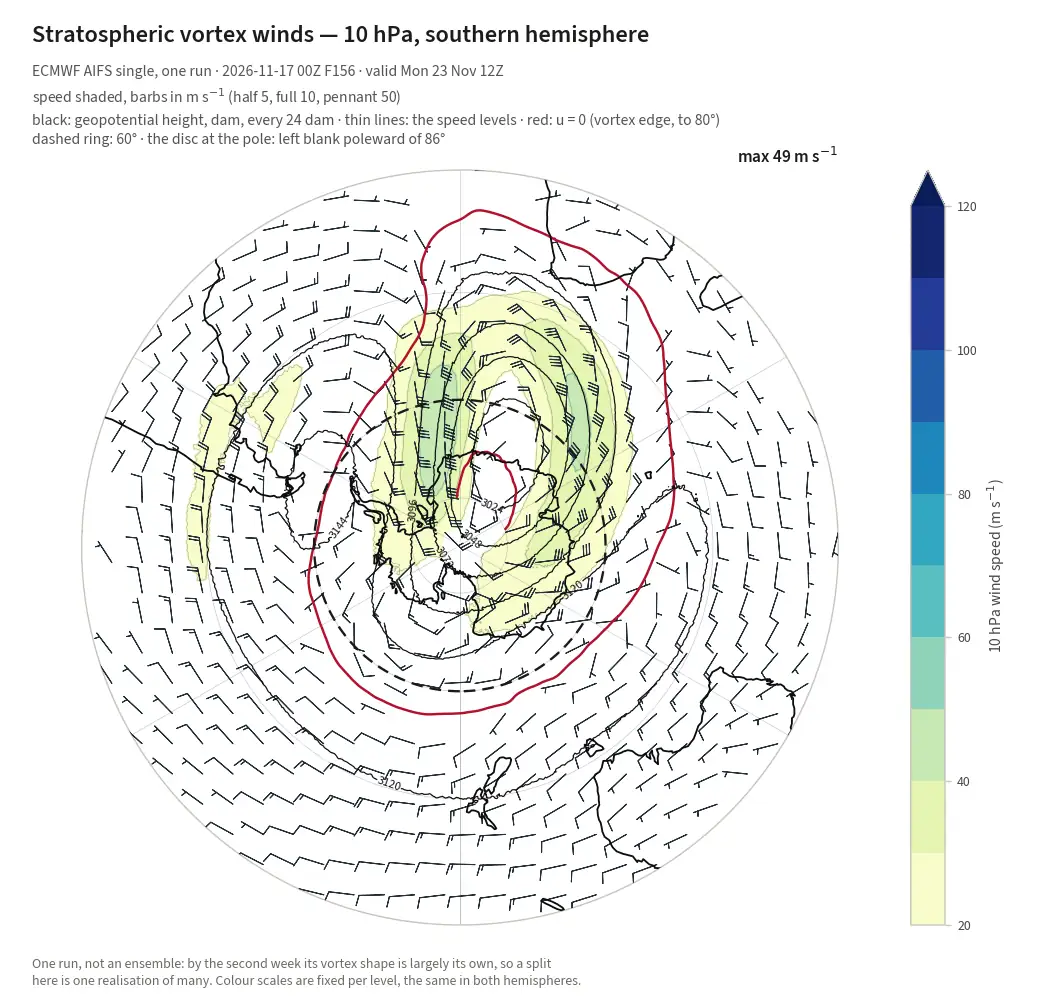 Stratospheric vortex winds — 10 hPa, southern hemisphere
ECMWF AIFS single, one run · 2026-11-17 00Z F156 · valid Mon 23 Nov 12Z
speed shaded, barbs in m s⁻¹ (half 5, full 10, pennant 50)
black: geopotential height, dam, every 24 dam · thin lines: the speed levels · red: u = 0 (vortex edge, to 80°)
dashed ring: 60° · the disc at the pole: left blank poleward of 86°
max 49 m s⁻¹
120
100
80
60
40
20
10 hPa wind speed (m s⁻¹)
3096
3024
3144
3048
3120
3120
One run, not an ensemble: by the second week its vortex shape is largely its own, so a split
here is one realisation of many. Colour scales are fixed per level, the same in both hemispheres.